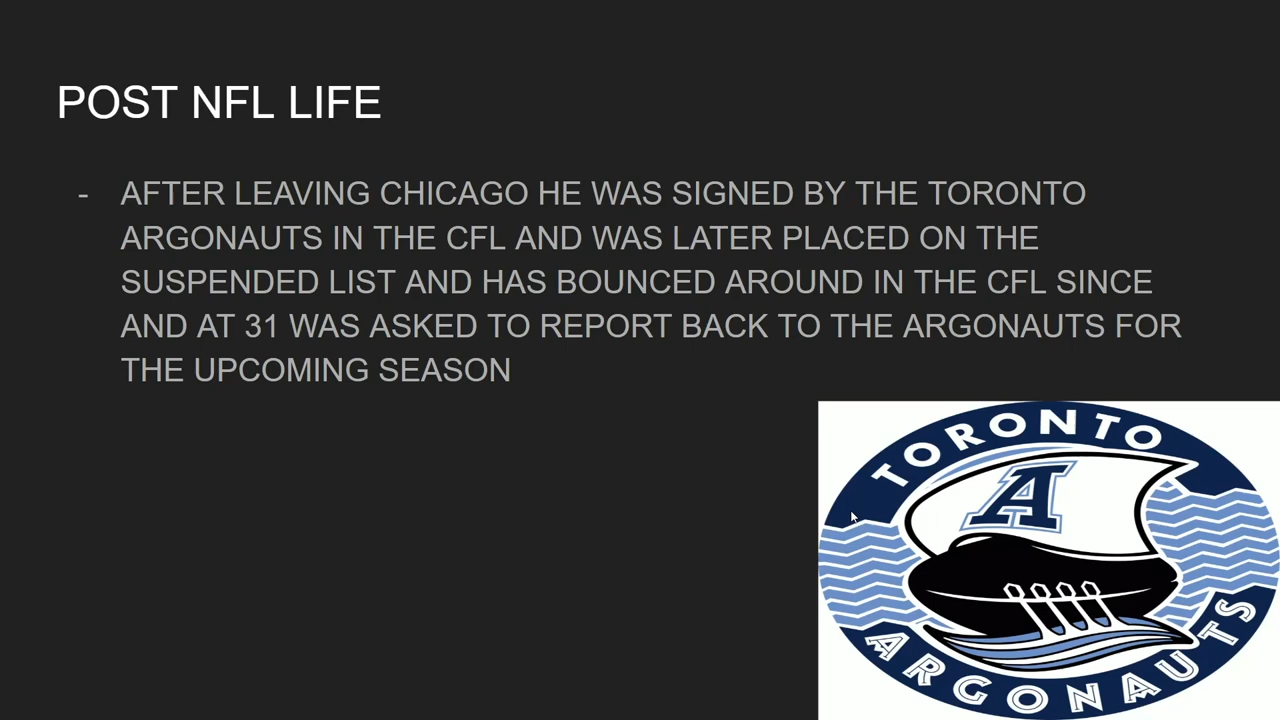 POST NFL LIFE
- AFTER LEAVING CHICAGO HE WAS SIGNED BY THE TORONTO
ARGONAUTS IN THE CFL AND WAS LATER PLACED ON THE
SUSPENDED LIST AND HAS BOUNCED AROUND IN THE CFL SINCE
AND AT 31 WAS ASKED TO REPORT BACK TO THE ARGONAUTS FOR
THE UPCOMING SEASON
TORONTO
A
ARGONAUTS